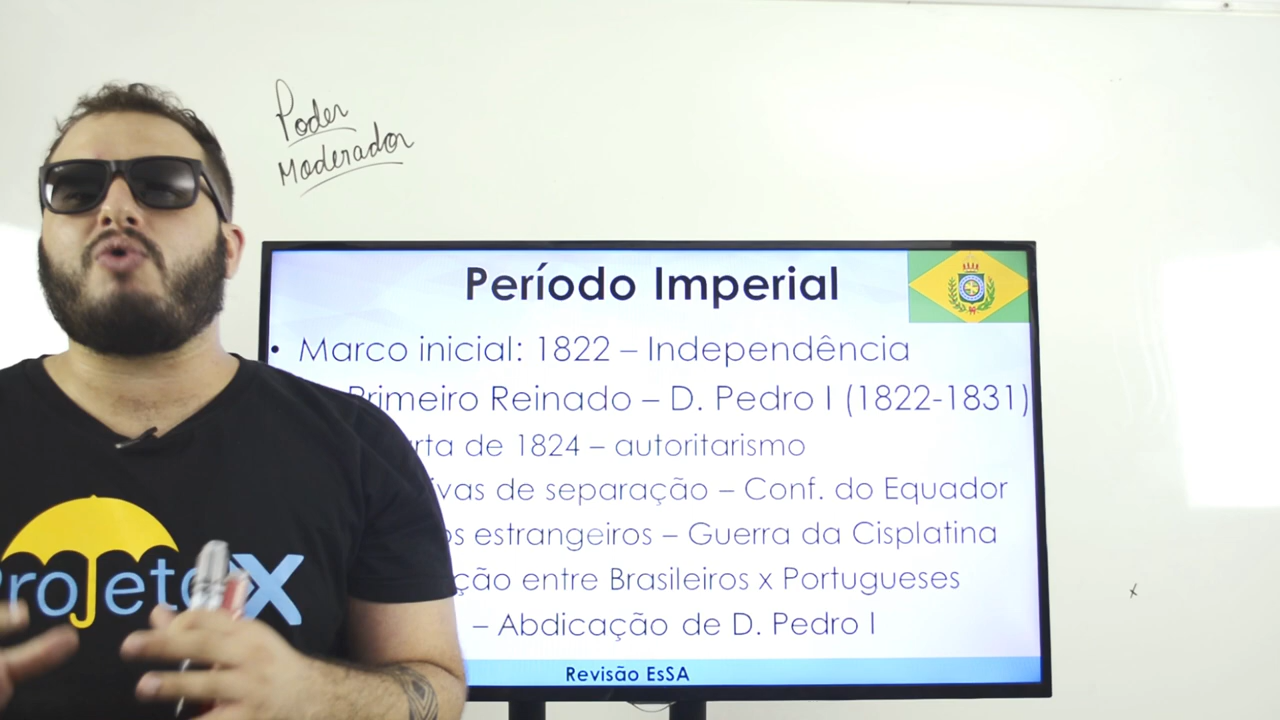 Poder
Moderador
Período Imperial
• Marco inicial: 1822 – Independência
Primeiro Reinado – D. Pedro I (1822-1831)
rta de 1824 – autoritarismo
ivas de separação – Conf. do Equador
os estrangeiros – Guerra da Cisplatina
ção entre Brasileiros x Portugueses
– Abdicação de D. Pedro I
Revisão EsSA
Projeto X
x